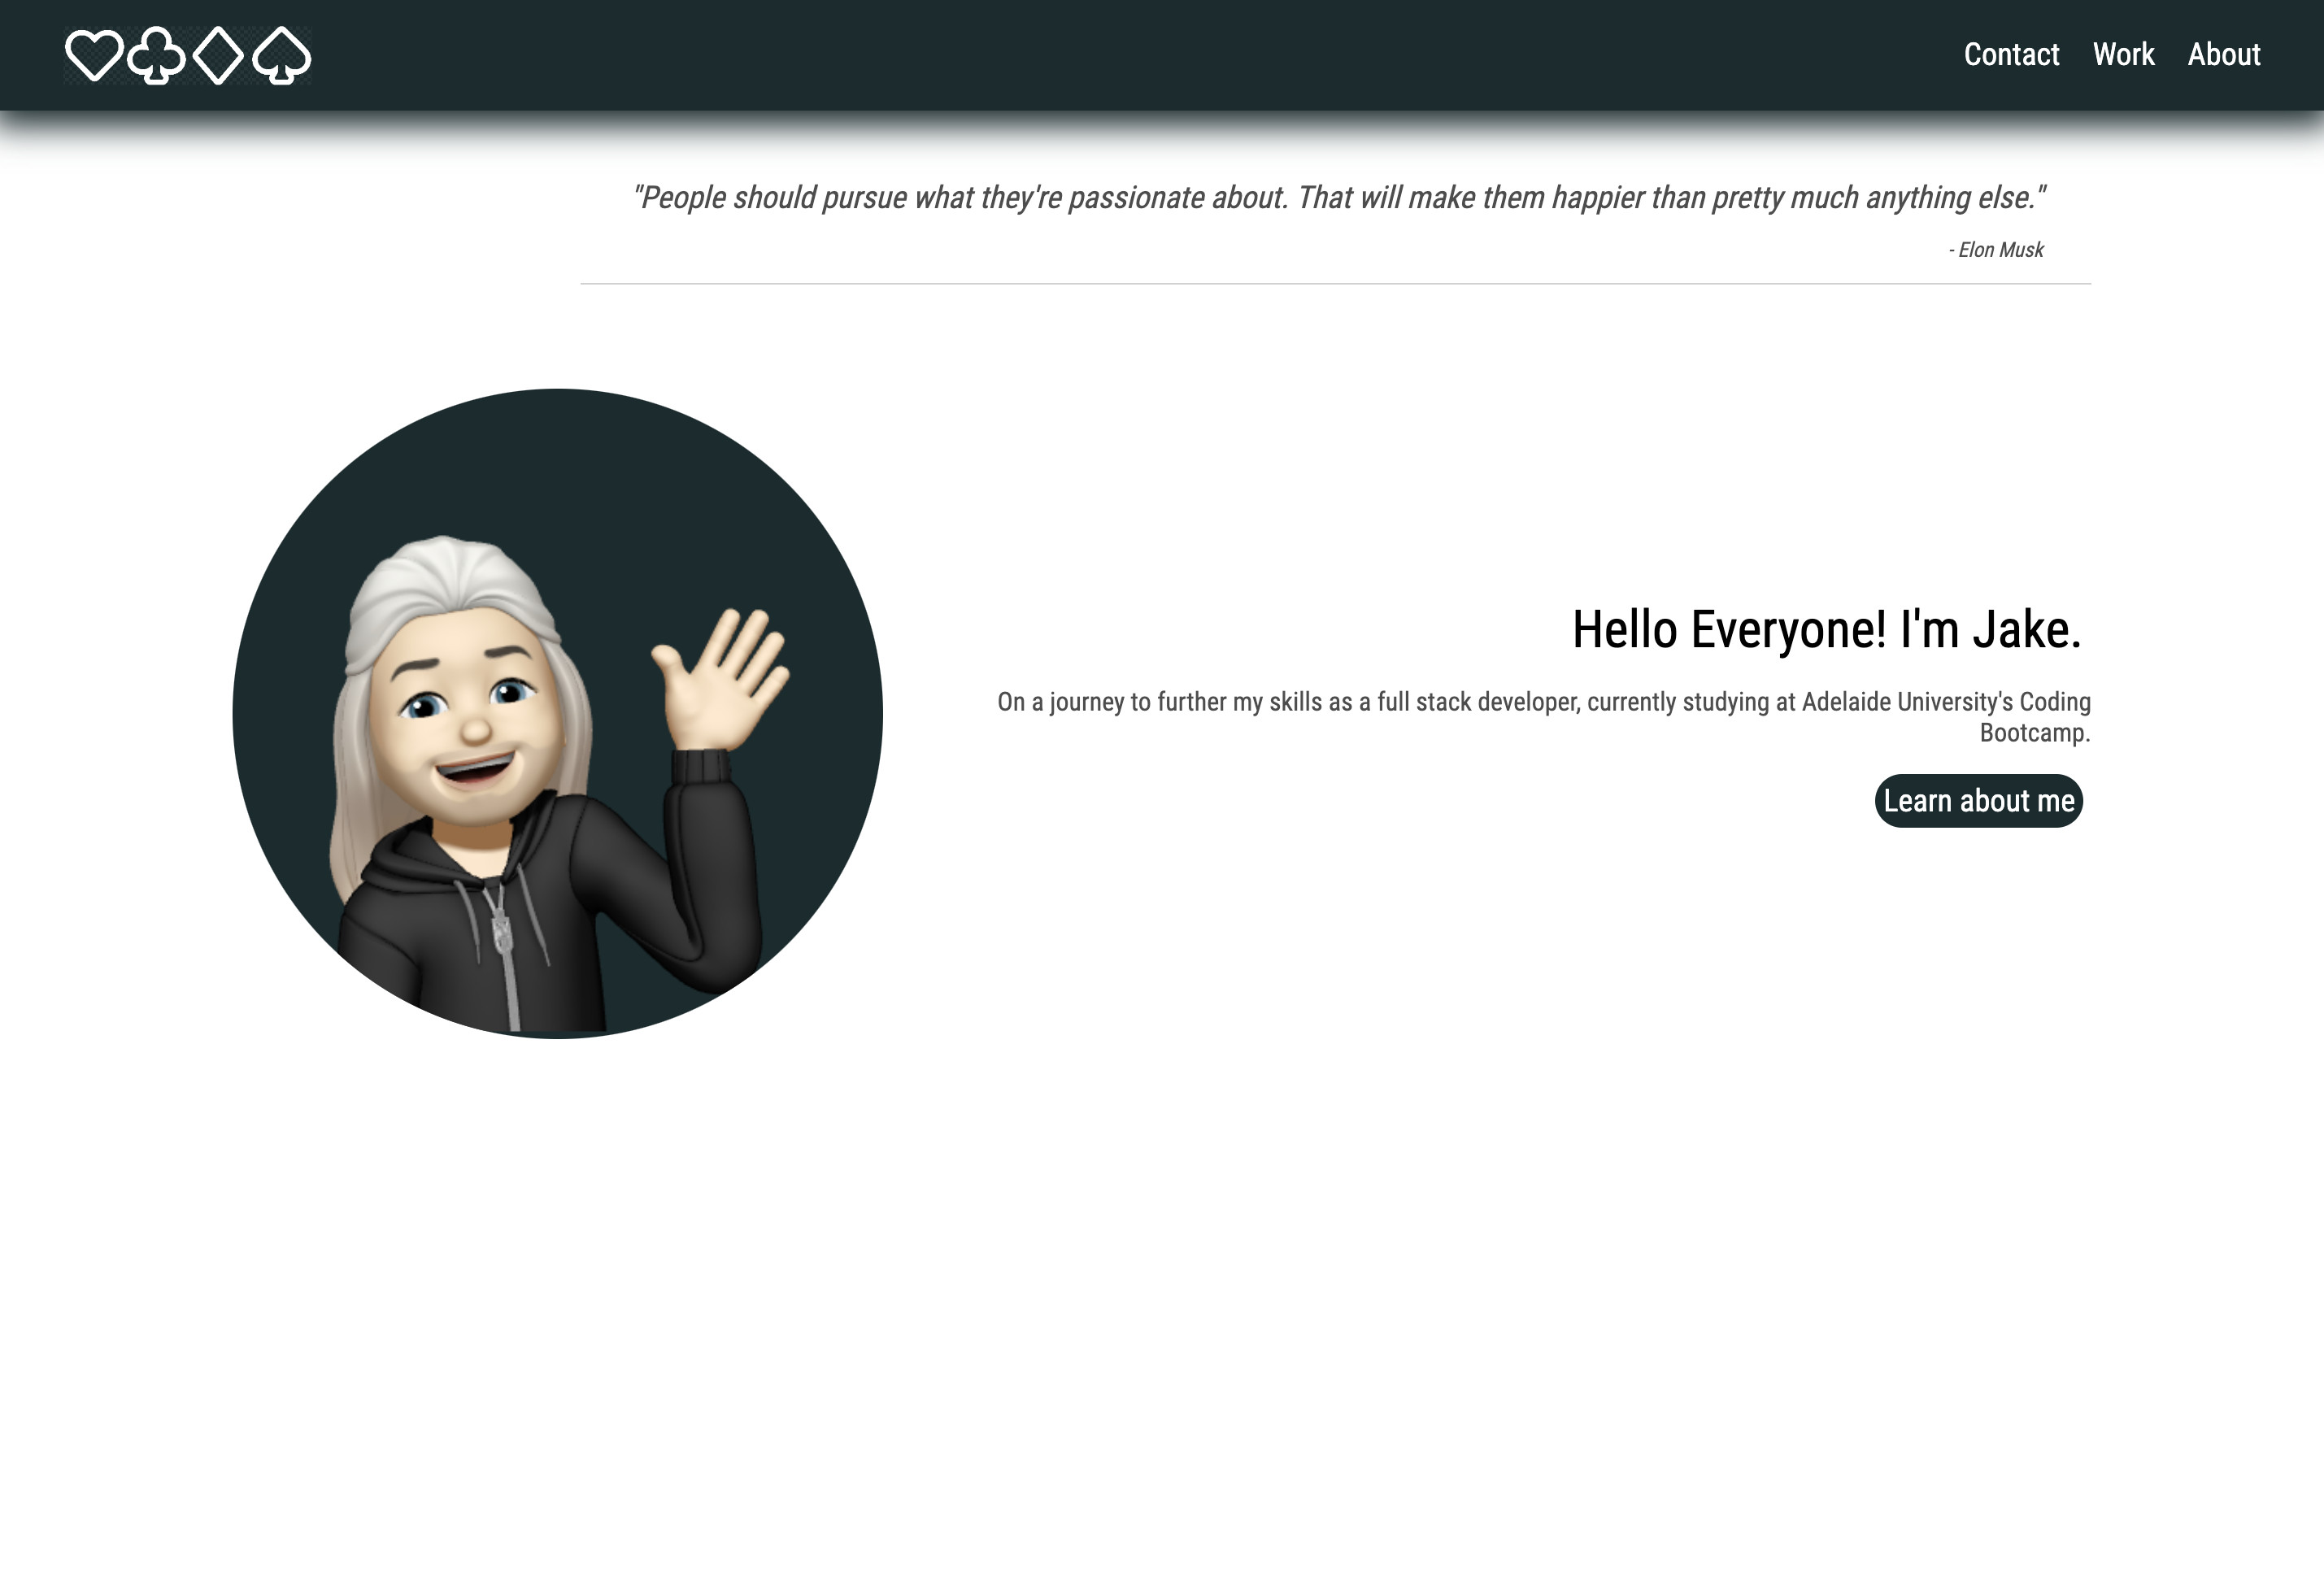 Contact Work About
"People should pursue what they're passionate about. That will make them happier than pretty much anything else."
- Elon Musk
Hello Everyone! I'm Jake.
On a journey to further my skills as a full stack developer, currently studying at Adelaide University's Coding
Bootcamp.
Learn about me